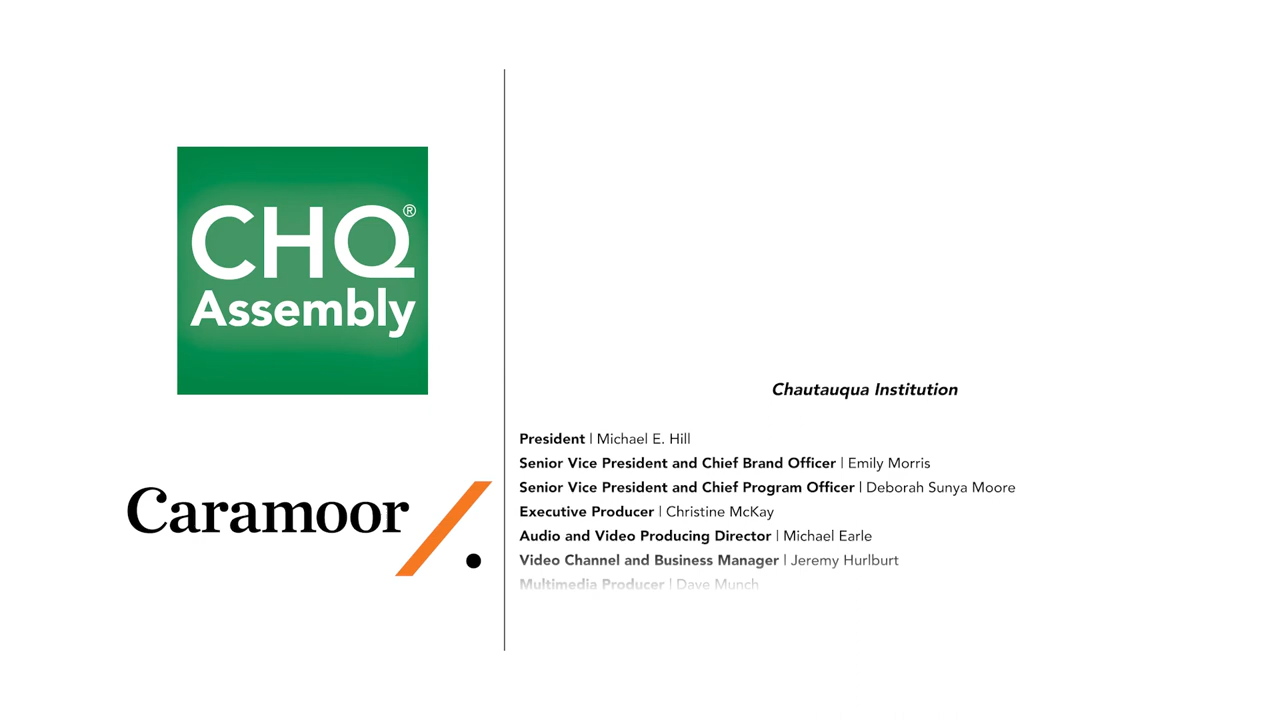 CHQ®
Assembly
Caramoor
Chautauqua Institution
President | Michael E. Hill
Senior Vice President and Chief Brand Officer | Emily Morris
Senior Vice President and Chief Program Officer | Deborah Sunya Moore
Executive Producer | Christine McKay
Audio and Video Producing Director | Michael Earle
Video Channel and Business Manager | Jeremy Hurlburt
Multimedia Producer | Dave Munch